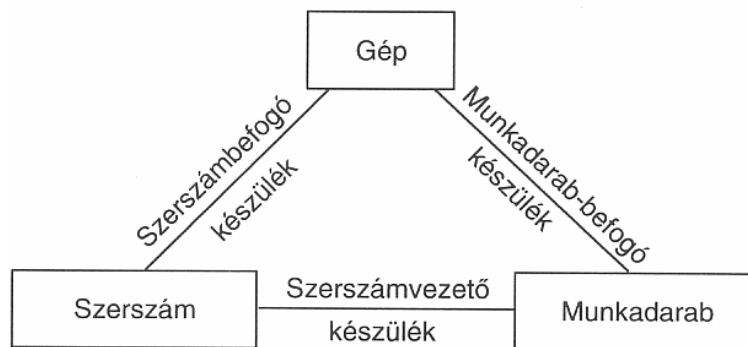 Gép
Szerszámbefogó
készülék
Munkadarab-befogó
készülék
Szerszám
Szerszámvezető
készülék
Munkadarab